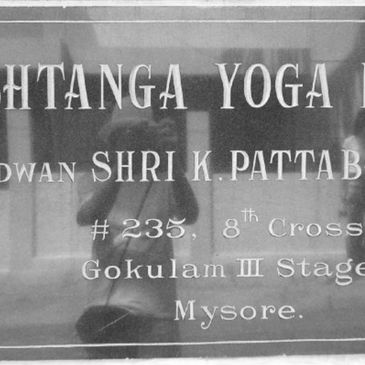 HTANGA YOGA
DWAN SHRI K. PATTAB
# 235, 8th Cross
Gokulam III Stage
Mysore.